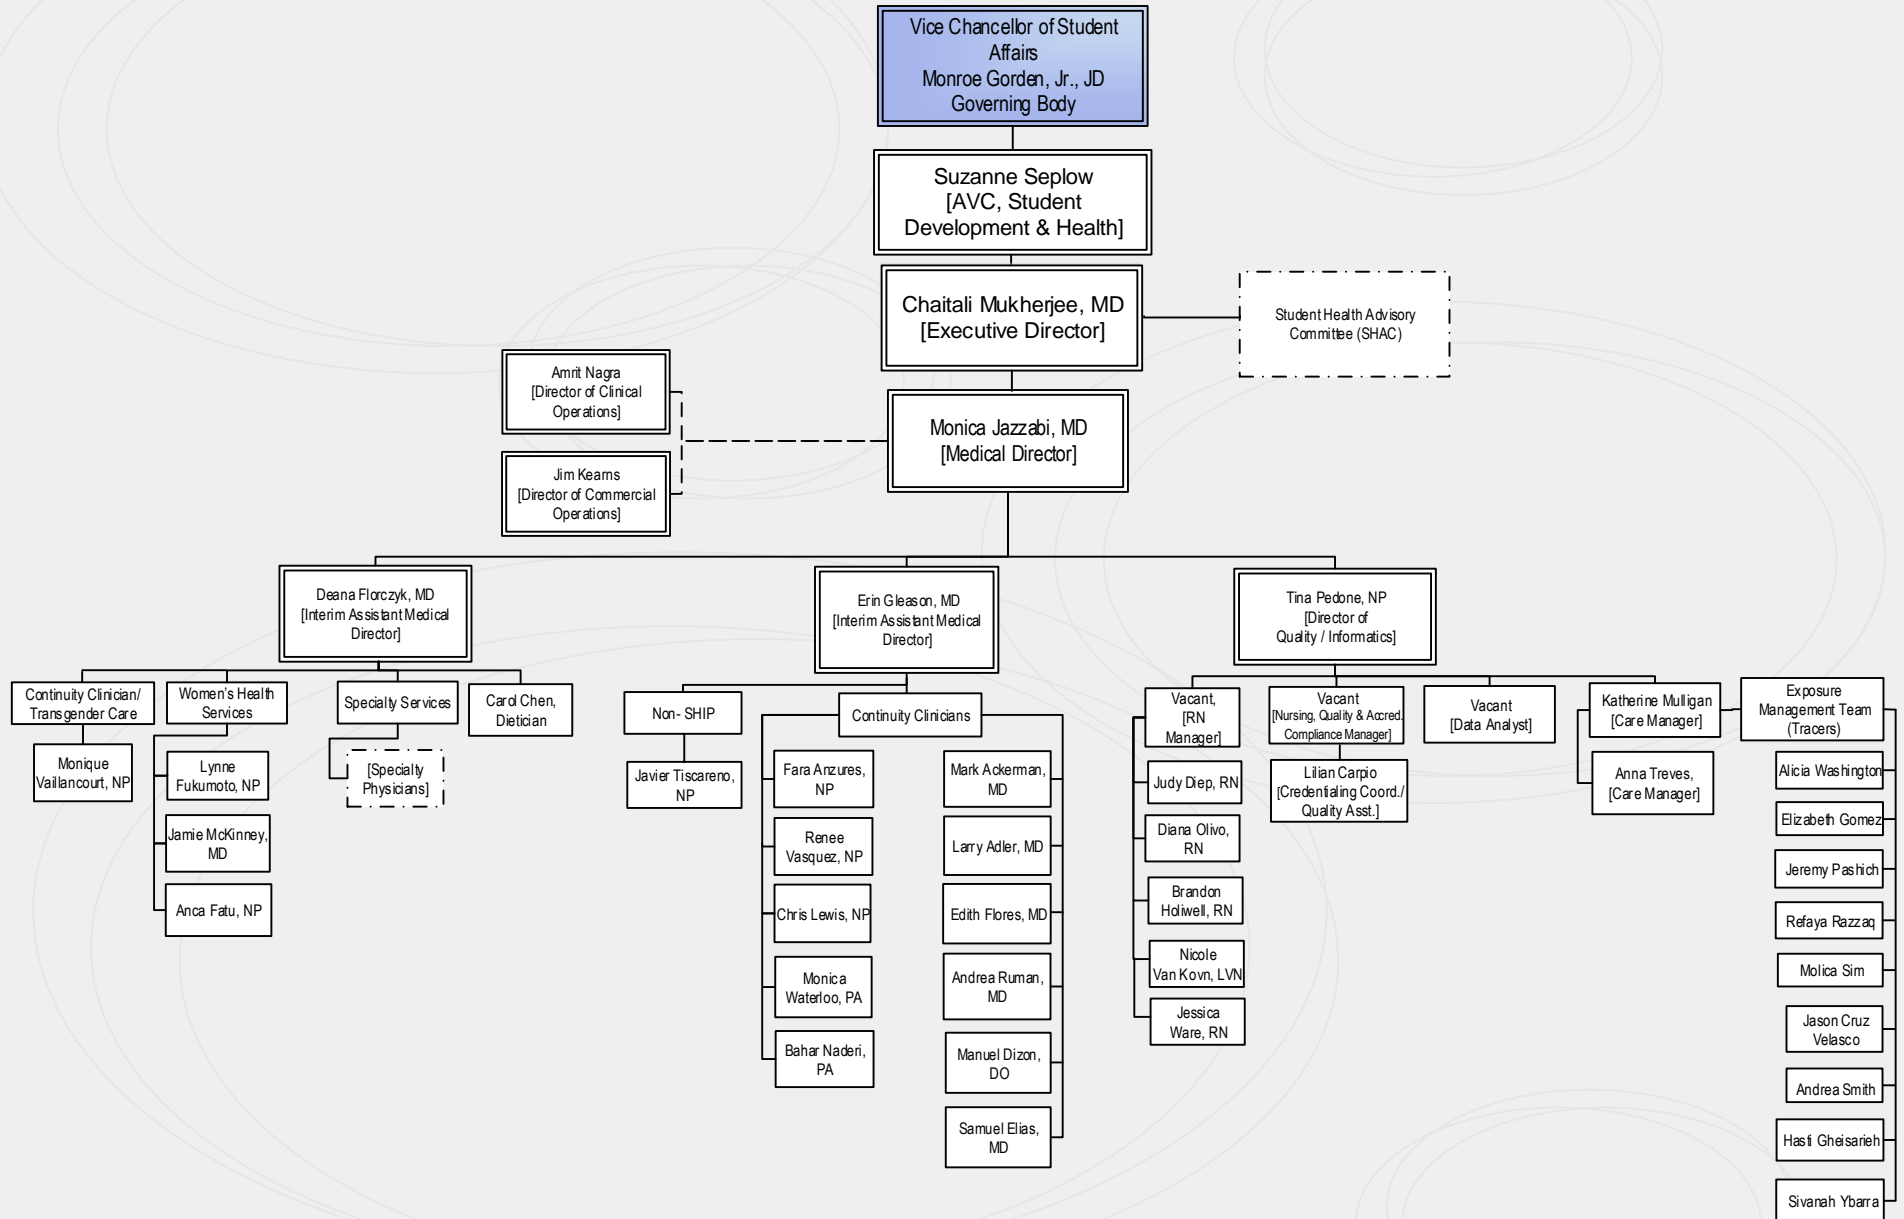 Vice Chancellor of Student
Affairs
Monroe Gorden, Jr., JD
Governing Body
Suzanne Seplow
[AVC, Student
Development & Health]
Chaitali Mukherjee, MD
[Executive Director]
Student Health Advisory
Committee (SHAC)
Amrit Nagra
[Director of Clinical
Operations]
Monica Jazzabi, MD
[Medical Director]
Jim Kearns
[Director of Commercial
Operations]
Deana Florczyk, MD
[Interim Assistant Medical
Director]
Erin Gleason, MD
[Interim Assistant Medical
Director]
Tina Pedone, NP
[Director of
Quality / Informatics]
Continuity Clinician/
Transgender Care
Monique
Vaillancourt, NP
Women's Health
Services
Lynne
Fukumoto, NP
Jamie McKinney,
MD
Anca Fatu, NP
Specialty Services
[Specialty
Physicians]
Carol Chen,
Dietician
Non- SHIP
Javier Tiscareno,
NP
Continuity Clinicians
Fara Anzures,
NP
Renee
Vasquez, NP
Chris Lewis, NP
Monica
Waterloo, PA
Bahar Naderi,
PA
Mark Ackerman,
MD
Larry Adler, MD
Edith Flores, MD
Andrea Ruman,
MD
Manuel Dizon,
DO
Samuel Elias,
MD
Vacant,
[RN
Manager]
Judy Diep, RN
Diana Olivo,
RN
Brandon
Holiwell, RN
Nicole
Van Kovn, LVN
Jessica
Ware, RN
Vacant
[Nursing, Quality & Accred.
Compliance Manager]
Lilian Carpio
[Credentialing Coord./
Quality Asst.]
Vacant
[Data Analyst]
Katherine Mulligan
[Care Manager]
Anna Treves,
[Care Manager]
Exposure
Management Team
(Tracers)
Alicia Washington
Elizabeth Gomez
Jeremy Pashich
Refaya Razzaq
Molica Sim
Jason Cruz
Velasco
Andrea Smith
Hasti Gheisarieh
Sivanah Ybarra